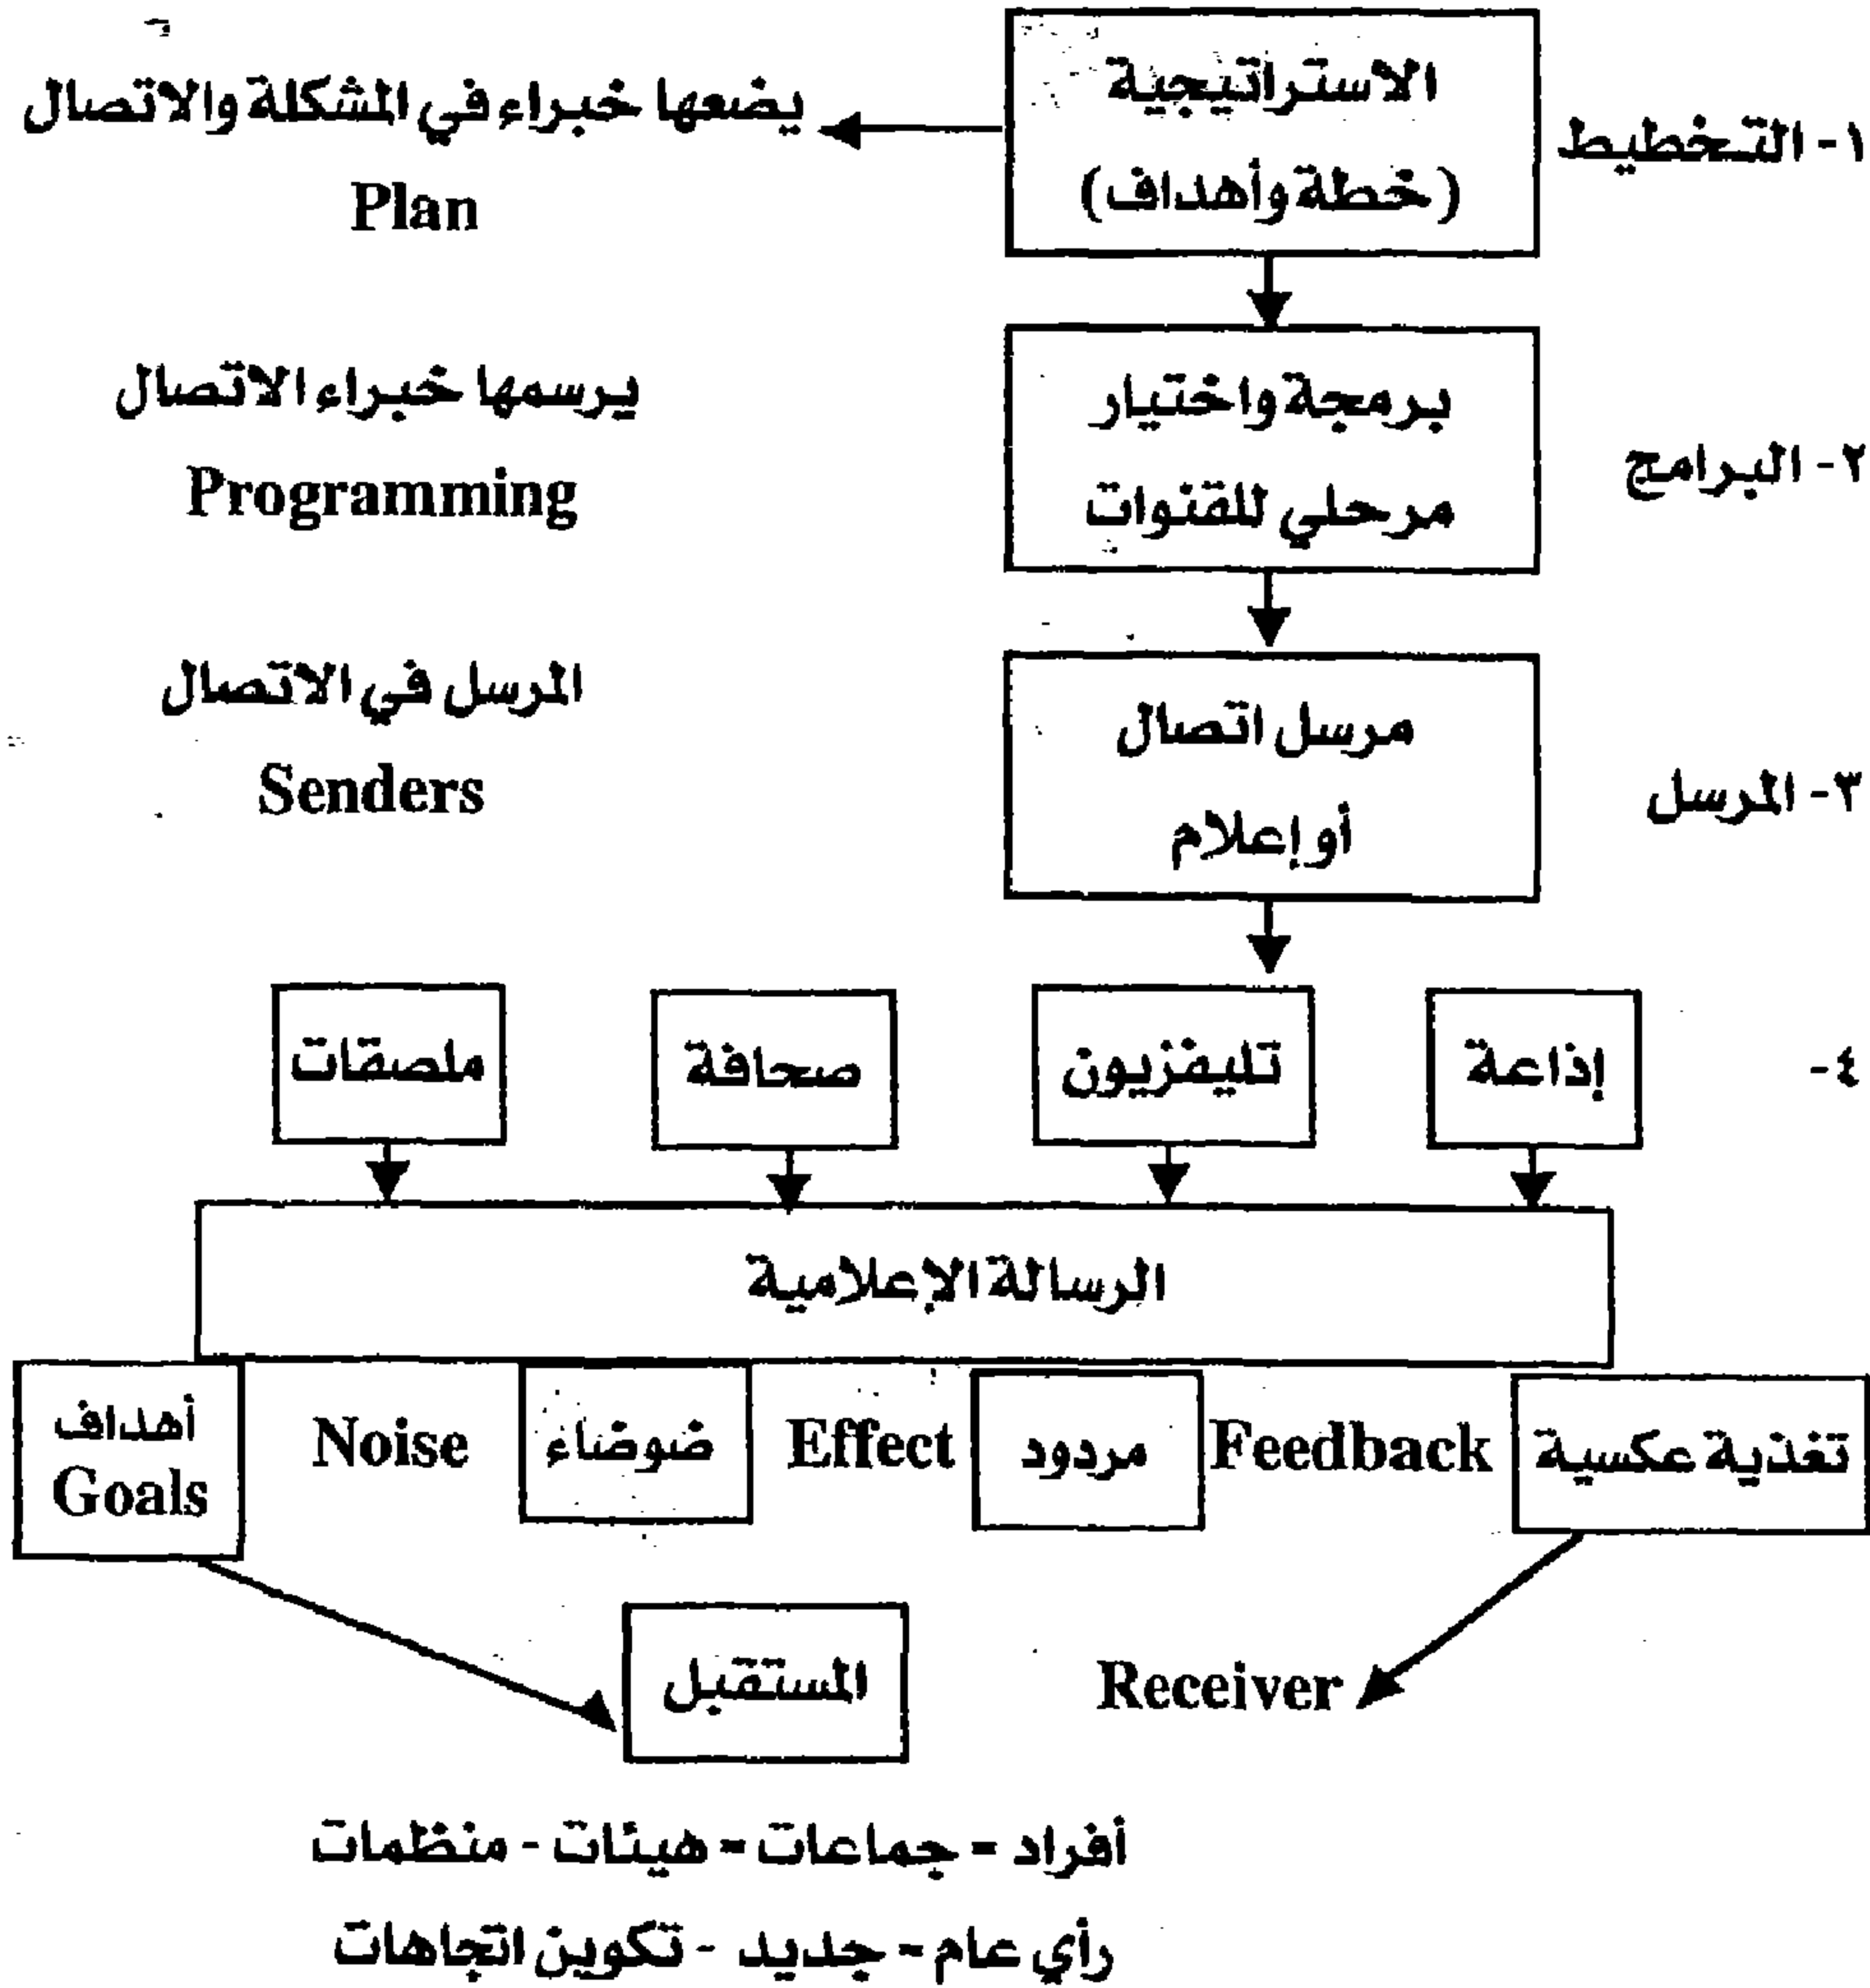 ١- التخطيط
الاستراتيجية
(خطة وأهداف)
يضعها خبراء في المشكلة والاتصال
Plan
٢- البرامج
برمجة واختيار
مرحلي للقنوات
يرسمها خبراء الاتصال
Programming
٣- المرسل
مرسل اتصال
أو إعلام
المرسل في الاتصال
Senders
٤-
إذاعة
تليفزيون
صحافة
ملصقات
الرسالة الإعلامية
تغذية عكسية
Feedback
مردود
Effect
ضوضاء
Noise
أهداف
Goals
Receiver
المستقبل
أفراد = جماعات = هيئات - منظمات
رأي عام = جديد - تكوين اتجاهات